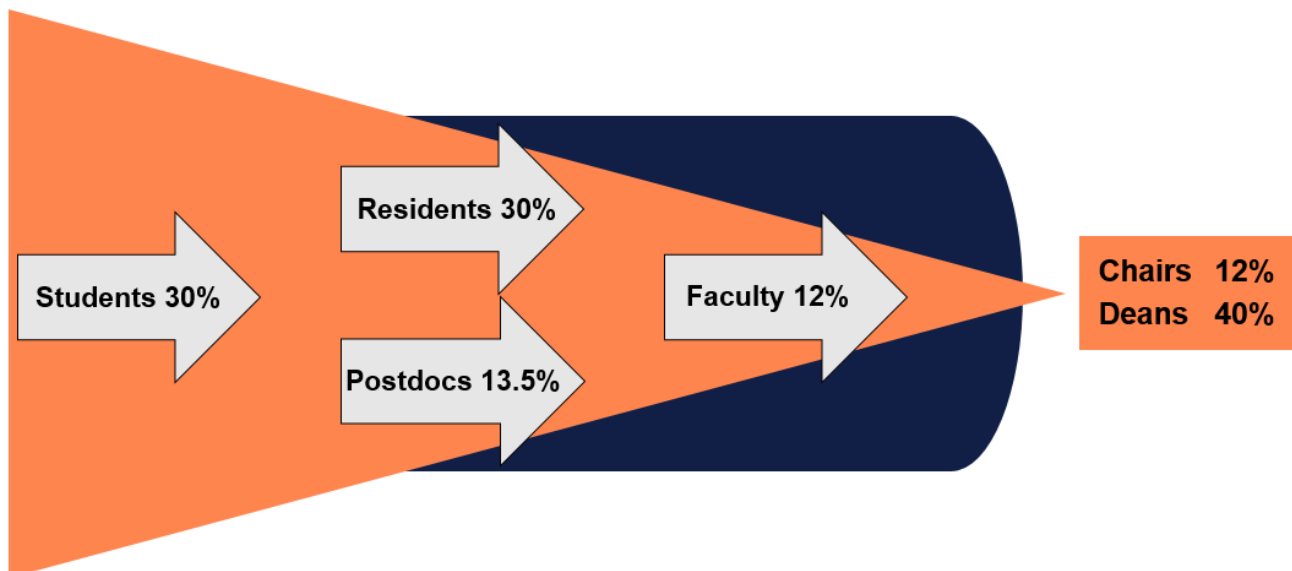 Students 30%
Residents 30%
Postdocs 13.5%
Faculty 12%
Chairs 12%
Deans 40%